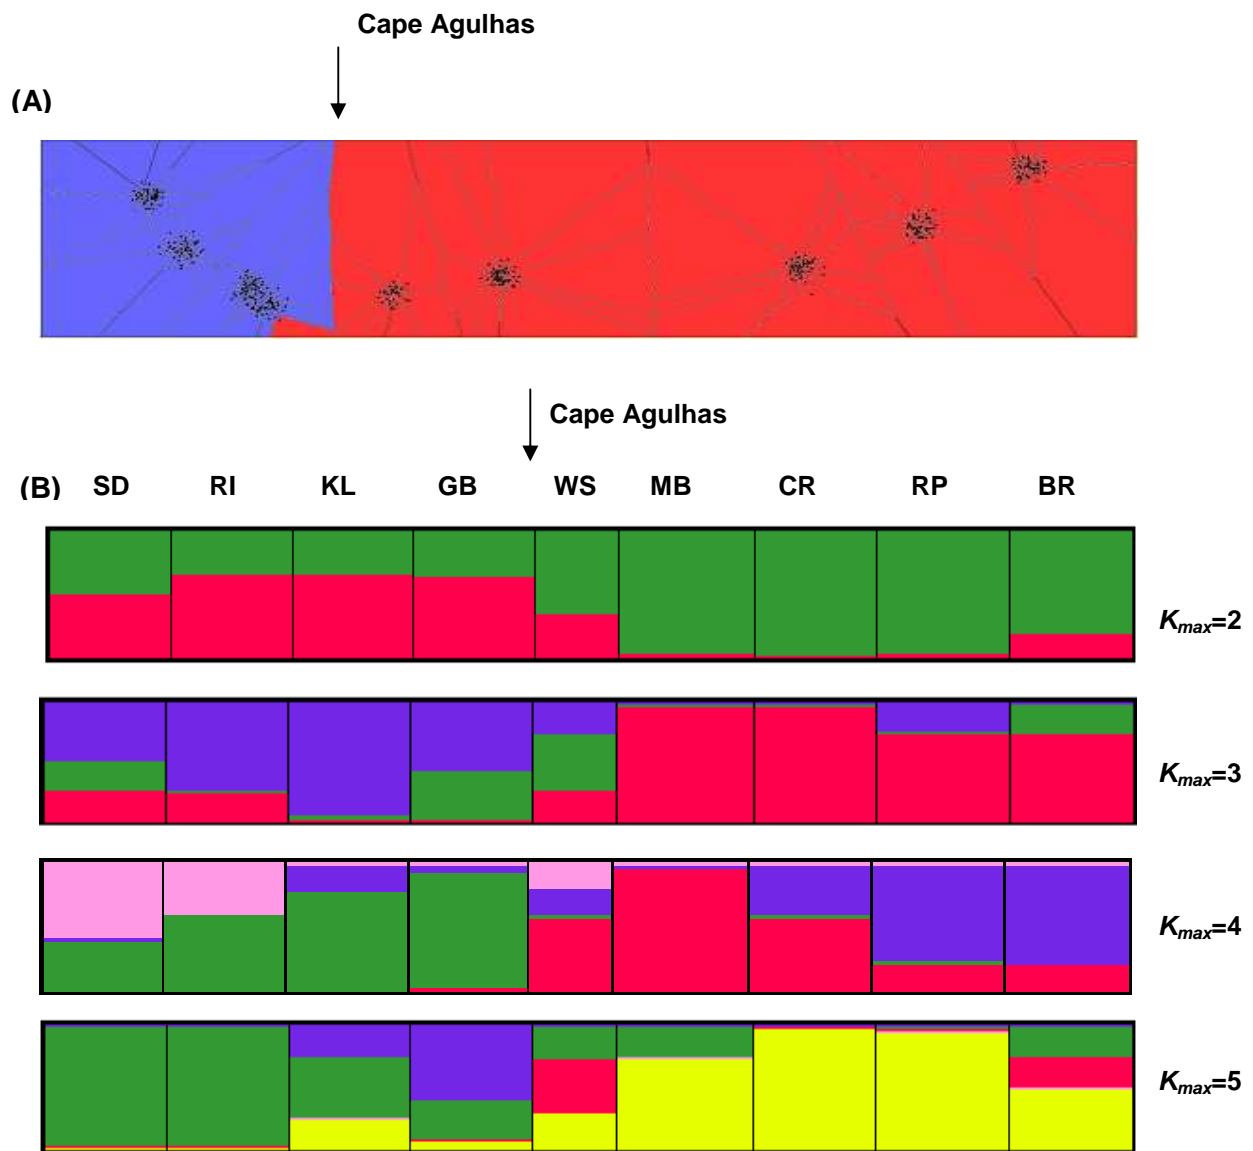 Cape Agulhas
(A)
Cape Agulhas
(B) SD RI KL GB WS MB CR RP BR
Kmax=2
Kmax=3
Kmax=4
Kmax=5